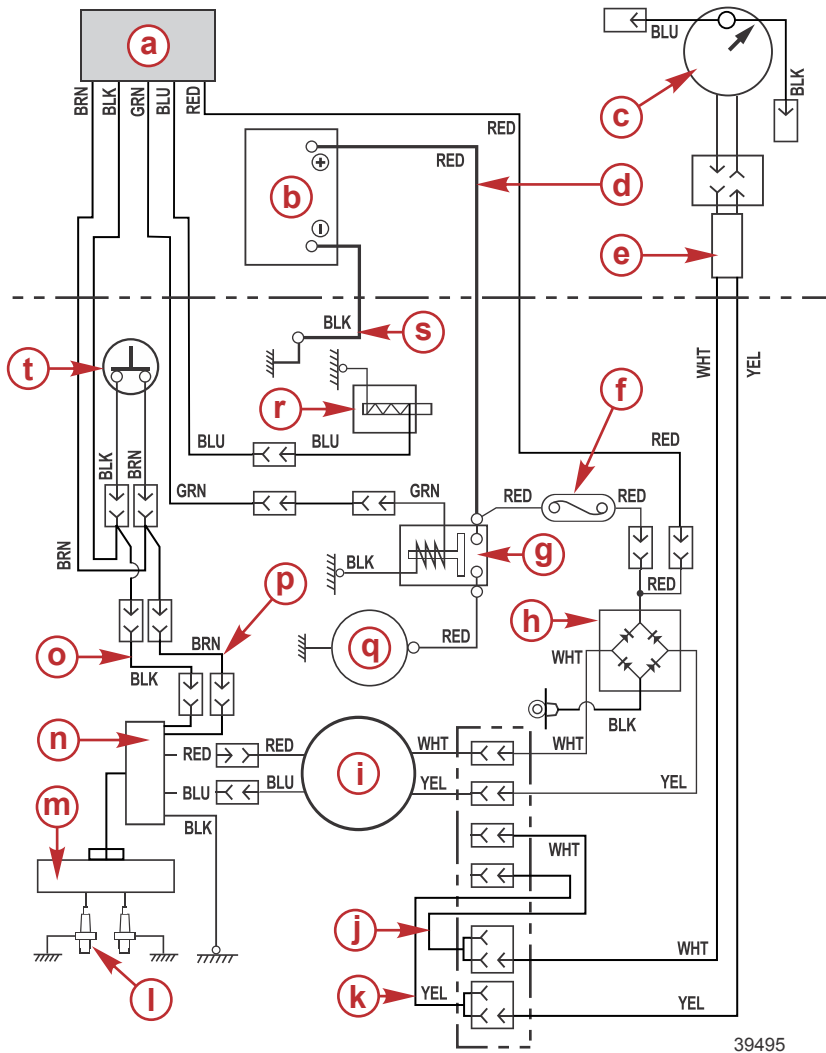 a
BRN
BLK
GRN
BLU
RED
BLU
BLK
c
RED
RED
b
d
e
BLK
s
t
WHT
YEL
f
r
BLU
BLU
RED
BLK
BRN
GRN
GRN
RED
RED
BRN
BLK
g
RED
p
h
RED
q
BRN
WHT
o
BLK
BLK
n
RED
RED
WHT
WHT
i
BLU
BLU
YEL
YEL
m
BLK
WHT
j
WHT
l
k
YEL
YEL
39495